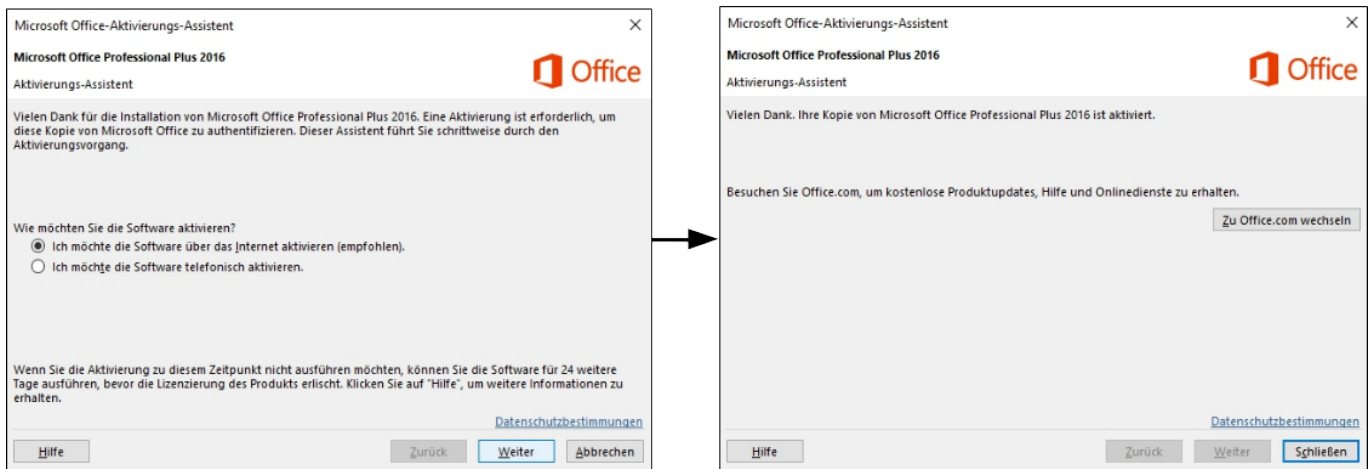 Microsoft Office-Aktivierungs-Assistent
Microsoft Office Professional Plus 2016
Aktivierungs-Assistent
Office
Vielen Dank für die Installation von Microsoft Office Professional Plus 2016. Eine Aktivierung ist erforderlich, um
diese Kopie von Microsoft Office zu authentifizieren. Dieser Assistent führt Sie schrittweise durch den
Aktivierungsvorgang.
Wie möchten Sie die Software aktivieren?
Ich möchte die Software über das Internet aktivieren (empfohlen).
Ich möchte die Software telefonisch aktivieren.
Wenn Sie die Aktivierung zu diesem Zeitpunkt nicht ausführen möchten, können Sie die Software für 24 weitere
Tage ausführen, bevor die Lizenzierung des Produkts erlischt. Klicken Sie auf "Hilfe", um weitere Informationen zu
erhalten.
Datenschutzbestimmungen
Hilfe
Zurück
Weiter
Abbrechen
Microsoft Office-Aktivierungs-Assistent
Microsoft Office Professional Plus 2016
Aktivierungs-Assistent
Office
Vielen Dank. Ihre Kopie von Microsoft Office Professional Plus 2016 ist aktiviert.
Besuchen Sie Office.com, um kostenlose Produktupdates, Hilfe und Onlinedienste zu erhalten.
Zu Office.com wechseln
Datenschutzbestimmungen
Hilfe
Zurück
Weiter
Schließen